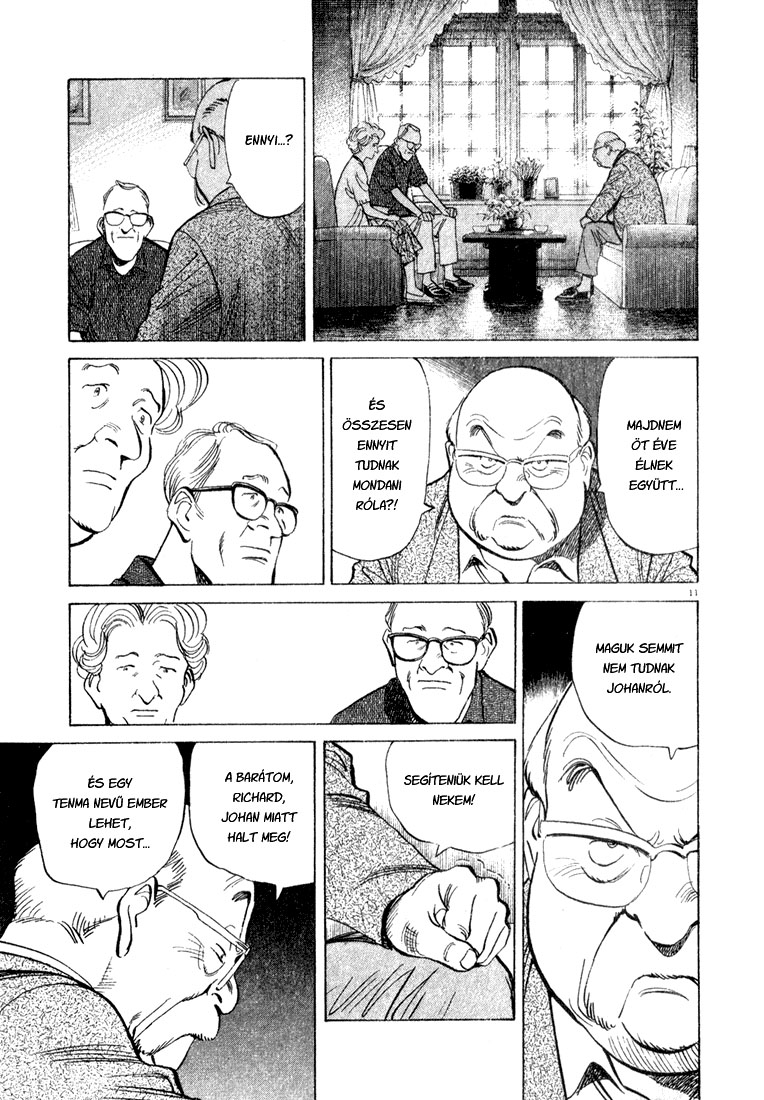 ENNYI...?
MAJDNEM
ÖT ÉVE
ÉLNEK
EGYÜTT...
ÉS
ÖSSZESEN
ENNYIT
TUDNAK
MONDANI
RÓLA?!
11
MAGUK SEMMIT
NEM TUDNAK
JOHANRÓL.
SEGÍTENIÜK KELL
NEKEM!
A BARÁTOM,
RICHARD,
JOHAN MIATT
HALT MEG!
ÉS EGY
TENMA NEVŰ EMBER
LEHET,
HOGY MOST...